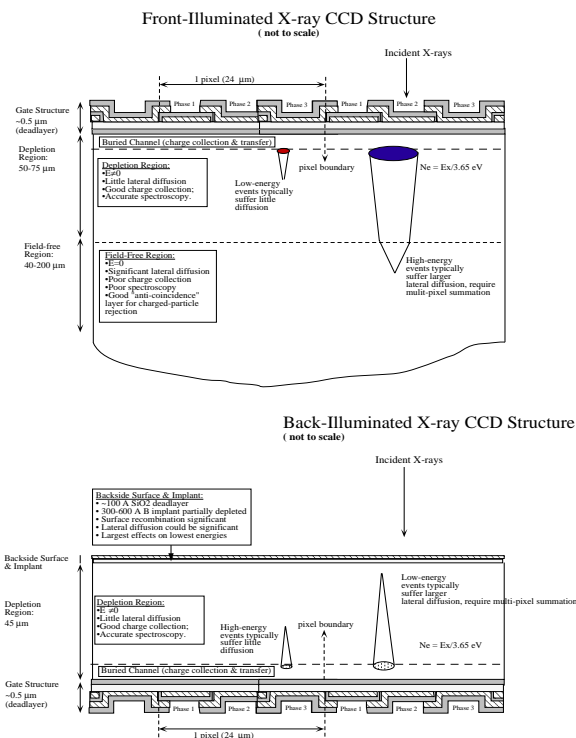 Front-Illuminated X-ray CCD Structure
( not to scale)
Incident X-rays
1 pixel (24 µm)
Phase 1
Phase 2
Phase 3
Phase 1
Phase 2
Phase 3
Gate Structure
~0.5 µm
(deadlayer)
Buried Channel (charge collection & transfer)
Depletion
Region:
50-75 µm
Depletion Region:
•E≠0
•Little lateral diffusion
•Good charge collection;
•Accurate spectroscopy.
Low-energy
events typically
suffer little
diffusion
pixel boundary
Ne = Ex/3.65 eV
Field-free
Region:
40-200 µm
Field-Free Region:
•E=0
•Significant lateral diffusion
•Poor charge collection
•Poor spectroscopy
•Good "anti-coincidence"
layer for charged-particle
rejection
High-energy
events typically
suffer larger
lateral diffusion, require
mulit-pixel summation
Back-Illuminated X-ray CCD Structure
( not to scale)
Incident X-rays
Backside Surface & Implant:
• ~100 A SiO2 deadlayer
• 300-600 A B implant partially depleted
• Surface recombination significant
• Lateral diffusion could be significant
• Largest effects on lowest energies
Backside Surface
& Implant
Low-energy
events typically
suffer larger
lateral diffusion, require multi-pixel summation
Depletion
Region:
45 µm
Depletion Region:
•E ≠0
•Little lateral diffusion
•Good charge collection;
•Accurate spectroscopy.
High-energy
events typically
suffer little
diffusion
pixel boundary
Ne = Ex/3.65 eV
Buried Channel (charge collection & transfer)
Gate Structure
~0.5 µm
(deadlayer)
Phase 1
Phase 2
Phase 3
Phase 1
Phase 2
Phase 3
1 pixel (24 µm)